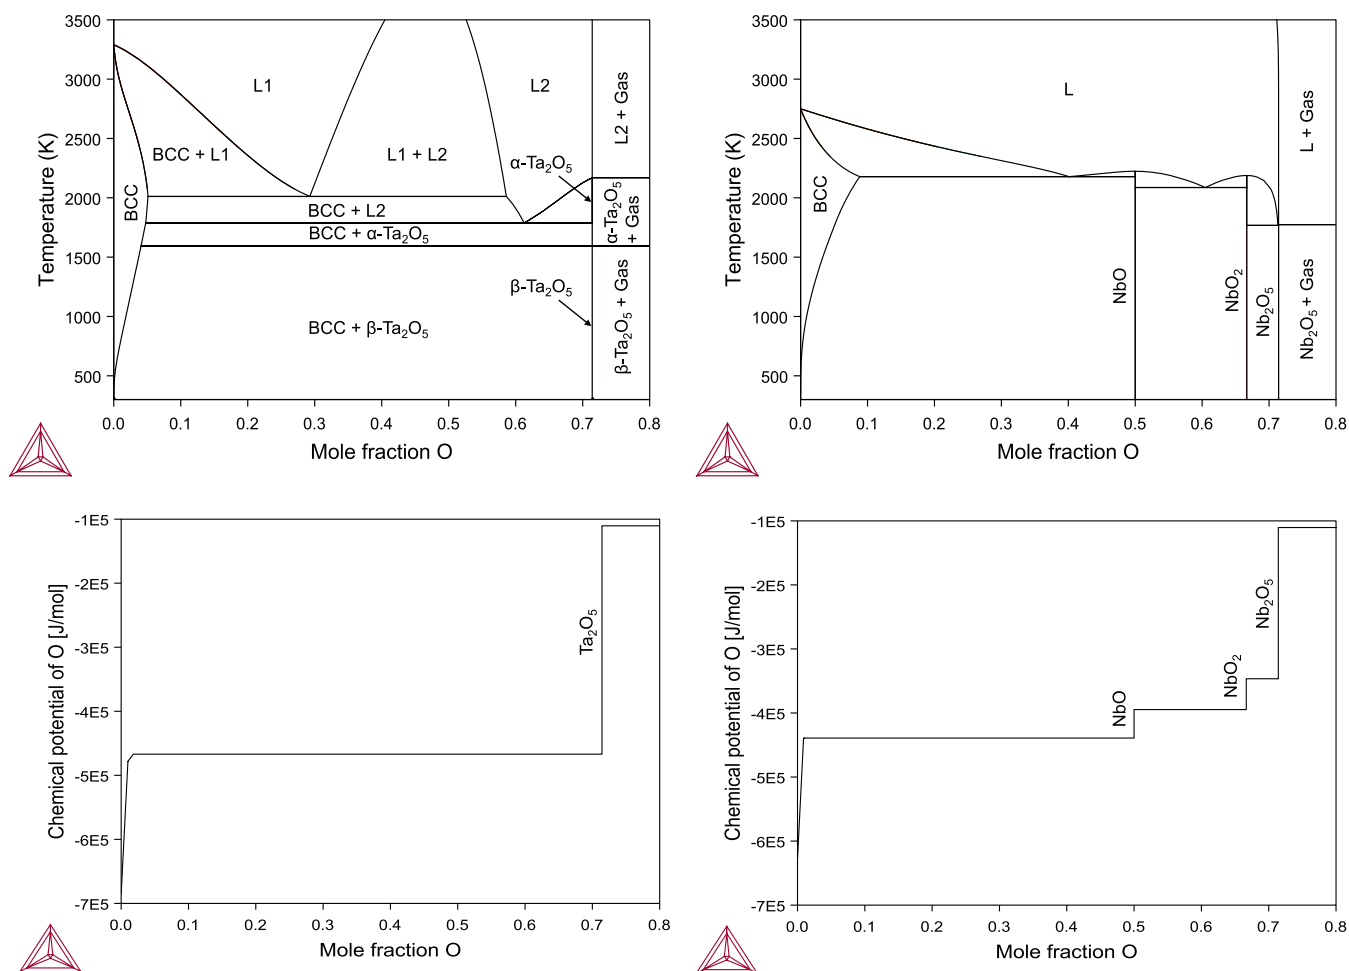 3500
3000
2500
2000
1500
1000
500
Temperature (K)
L1
L2
BCC + L1
L1 + L2
BCC
BCC + L2
BCC + α-Ta₂O₅
BCC + β-Ta₂O₅
α-Ta₂O₅
β-Ta₂O₅
L2 + Gas
α-Ta₂O₅
+ Gas
β-Ta₂O₅ + Gas
0.0 0.1 0.2 0.3 0.4 0.5 0.6 0.7 0.8
Mole fraction O
3500
3000
2500
2000
1500
1000
500
Temperature (K)
L
BCC
NbO
NbO₂
Nb₂O₅
L + Gas
Nb₂O₅ + Gas
0.0 0.1 0.2 0.3 0.4 0.5 0.6 0.7 0.8
Mole fraction O
-1E5
-2E5
-3E5
-4E5
-5E5
-6E5
-7E5
Chemical potential of O [J/mol]
Ta₂O₅
0.0 0.1 0.2 0.3 0.4 0.5 0.6 0.7 0.8
Mole fraction O
-1E5
-2E5
-3E5
-4E5
-5E5
-6E5
-7E5
Chemical potential of O [J/mol]
NbO
NbO₂
Nb₂O₅
0.0 0.1 0.2 0.3 0.4 0.5 0.6 0.7 0.8
Mole fraction O